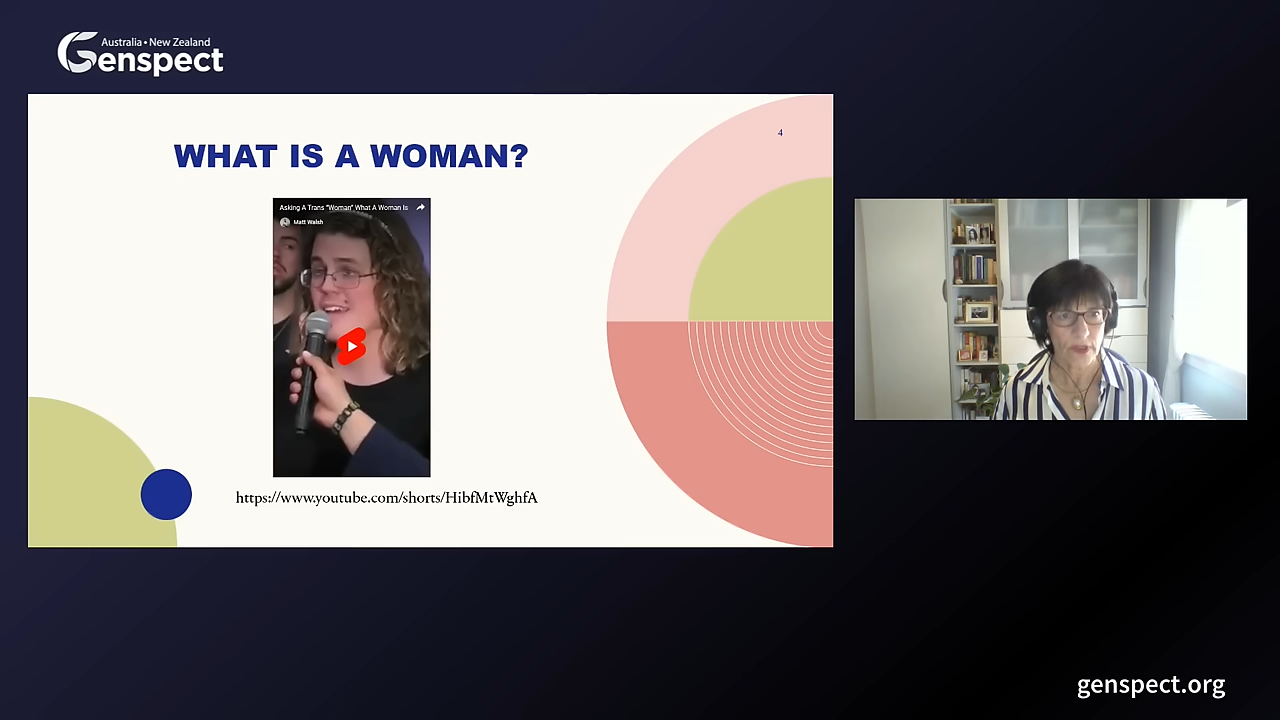 Australia • New Zealand
Genspect
4
WHAT IS A WOMAN?
Asking A Trans "Woman" What A Woman Is
Matt Walsh
https://www.youtube.com/shorts/HibfMtWghfA
genspect.org